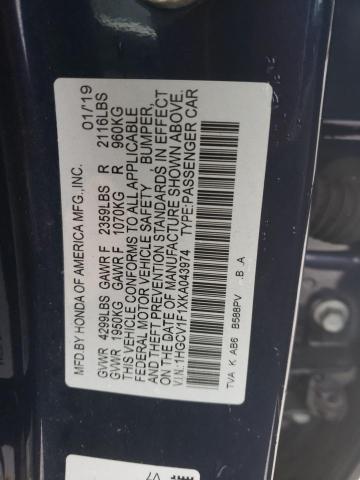 MFD. BY HONDA OF AMERICA MFG., INC. 01/19
GVWR 4299LBS GAWR F 2359LBS R 2116LBS
GVWR 1950KG GAWR F 1070KG R 960KG
THIS VEHICLE CONFORMS TO ALL APPLICABLE
FEDERAL MOTOR VEHICLE SAFETY, BUMPER,
AND THEFT PREVENTION STANDARDS IN EFFECT
ON THE DATE OF MANUFACTURE SHOWN ABOVE.
V.I.N.: 1HGCV1F1XKA043974 TYPE:PASSENGER CAR
TVA K AB6 B588PV B A